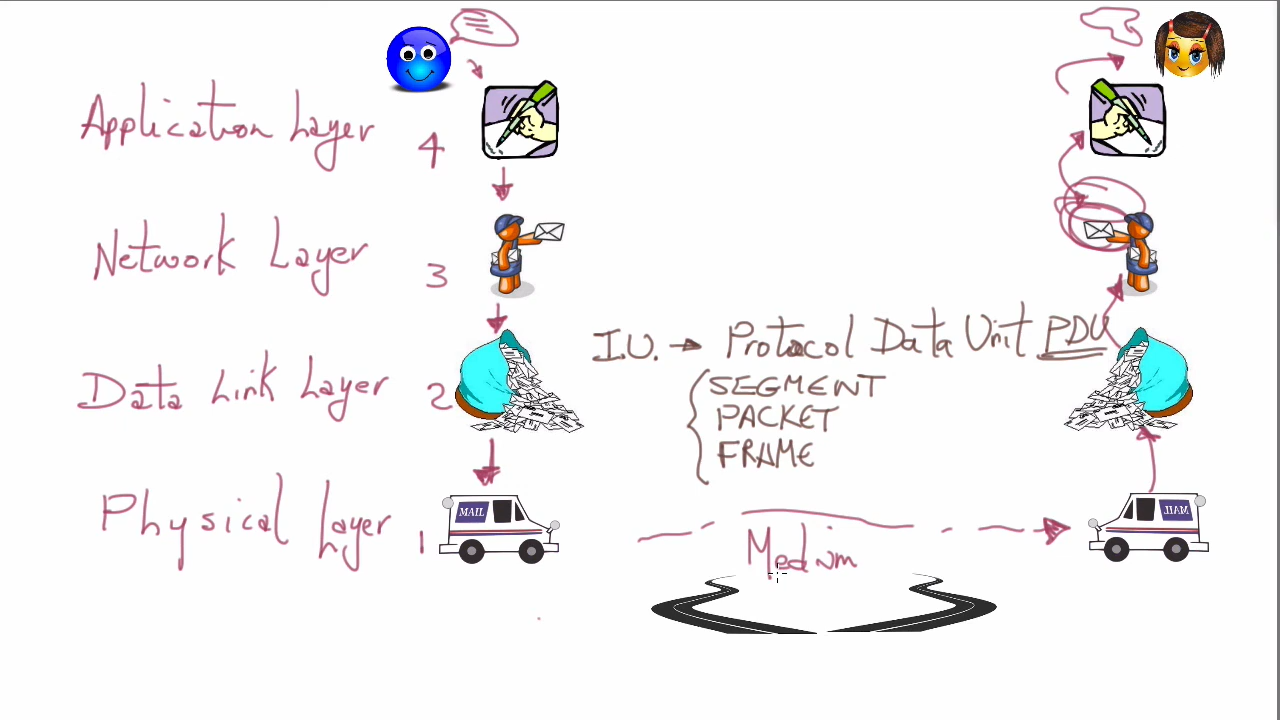 Application Layer 4
Network Layer 3
I.U. → Protocol Data Unit PDU
Data Link Layer 2
SEGMENT
PACKET
FRAME
Physical Layer 1
MAIL
MAIL
Medium